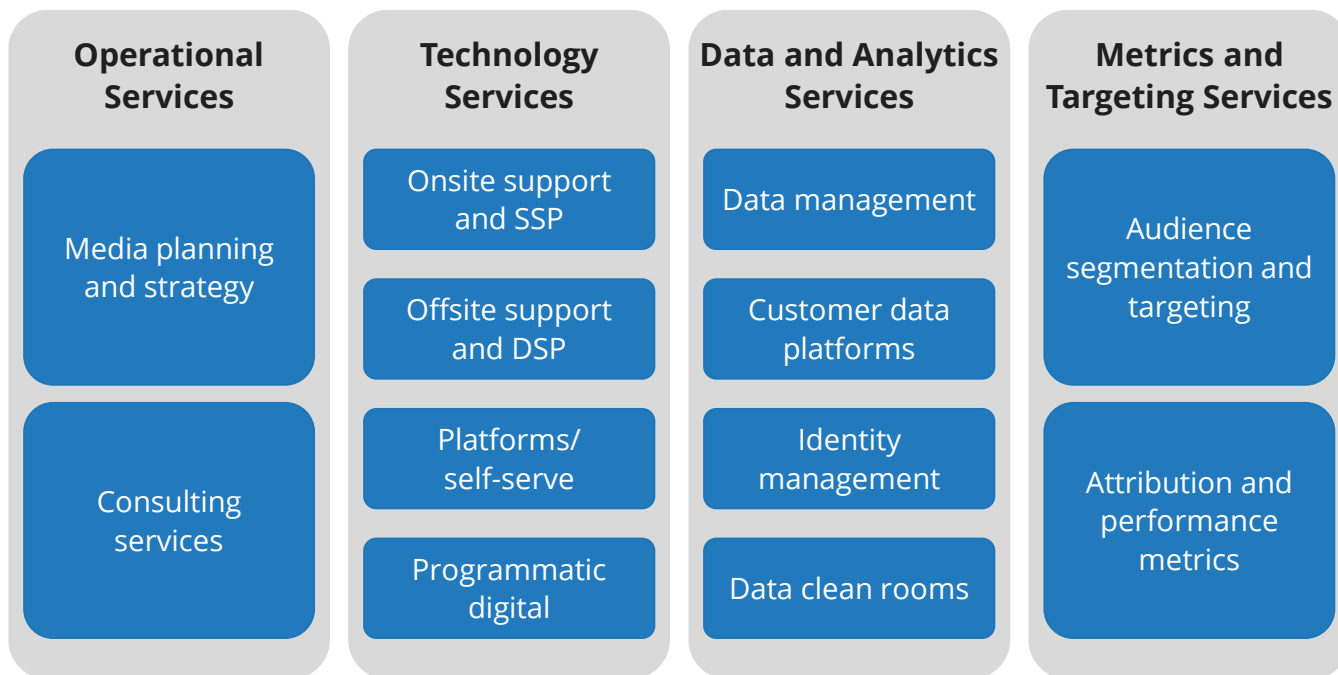 Operational
Services
Media planning
and strategy
Consulting
services
Technology
Services
Onsite support
and SSP
Offsite support
and DSP
Platforms/
self-serve
Programmatic
digital
Data and Analytics
Services
Data management
Customer data
platforms
Identity
management
Data clean rooms
Metrics and
Targeting Services
Audience
segmentation and
targeting
Attribution and
performance
metrics